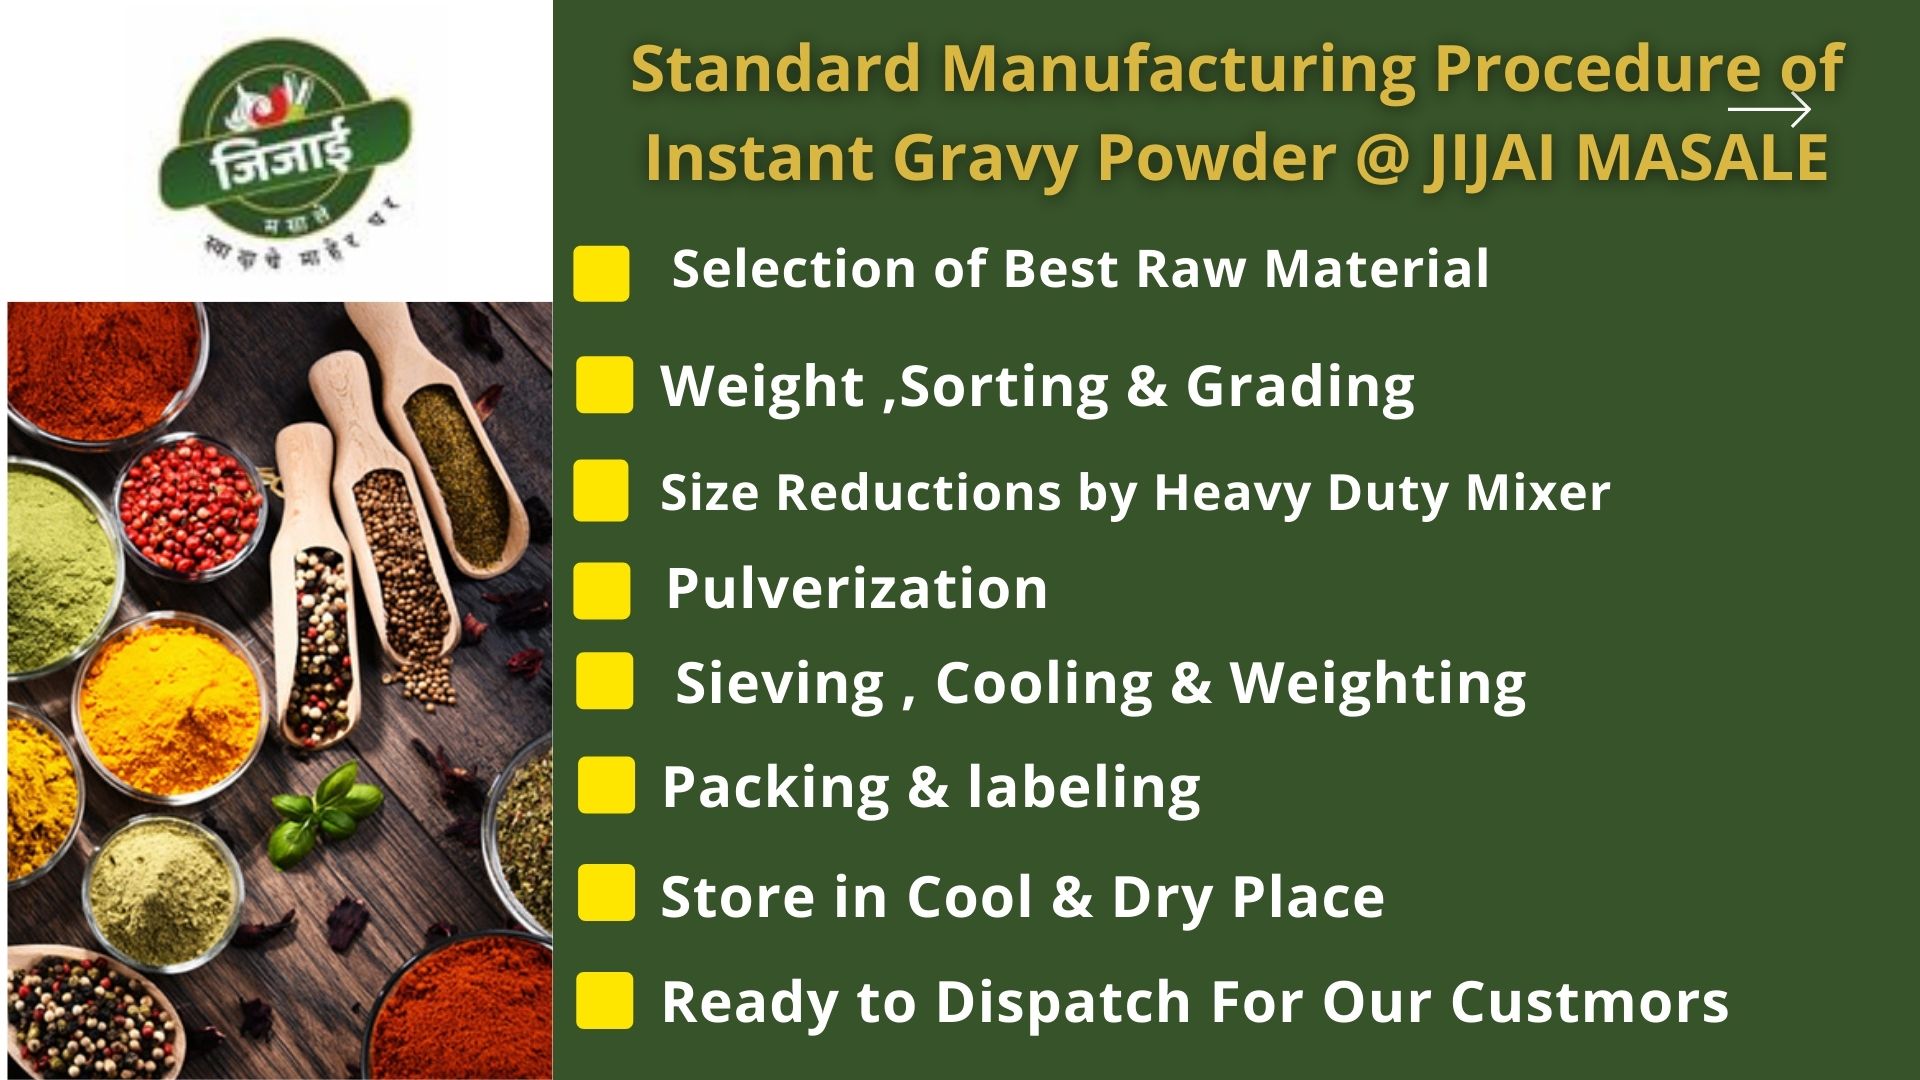 जिजाई
मसाले
स्वादाचे माहेर घर
Standard Manufacturing Procedure of
Instant Gravy Powder @ JIJAI MASALE
Selection of Best Raw Material
Weight ,Sorting & Grading
Size Reductions by Heavy Duty Mixer
Pulverization
Sieving , Cooling & Weighting
Packing & labeling
Store in Cool & Dry Place
Ready to Dispatch For Our Custmors